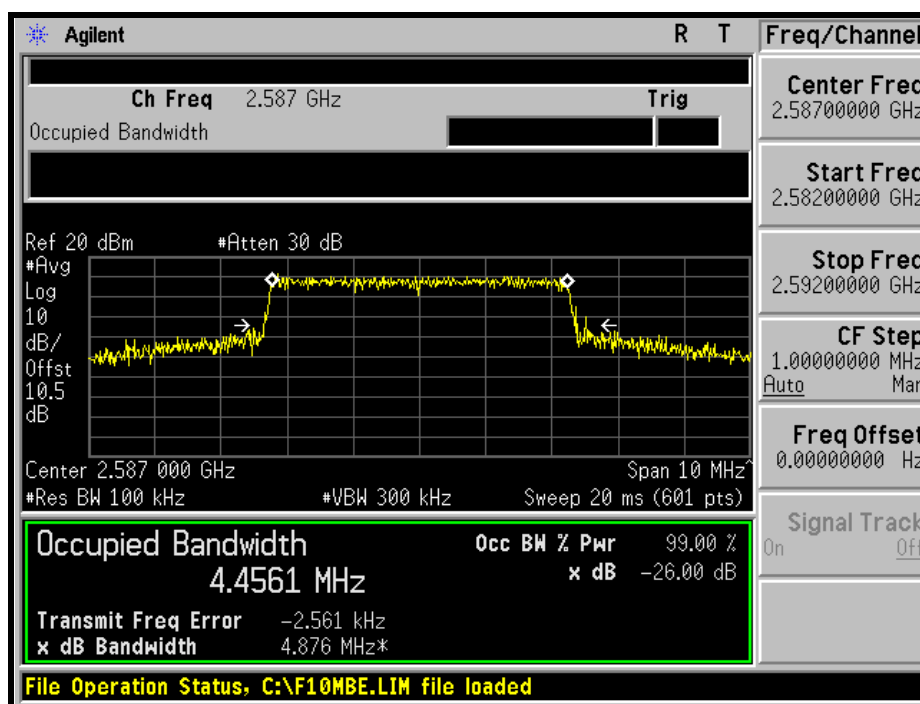 Agilent R T Freq/Channel
Ch Freq 2.587 GHz Trig
Occupied Bandwidth
Center Freq
2.58700000 GHz
Start Freq
2.58200000 GHz
Stop Freq
2.59200000 GHz
CF Step
1.00000000 MHz
Auto Man
Freq Offset
0.00000000 Hz
Signal Track
On Off
Ref 20 dBm #Atten 30 dB
#Avg
Log
10
dB/
Offst
10.5
dB
Center 2.587 000 GHz Span 10 MHz^
#Res BW 100 kHz #VBW 300 kHz Sweep 20 ms (601 pts)
Occupied Bandwidth Occ BW % Pwr 99.00 %
4.4561 MHz x dB -26.00 dB
Transmit Freq Error -2.561 kHz
x dB Bandwidth 4.876 MHz*
File Operation Status, C:\F10MBE.LIM file loaded